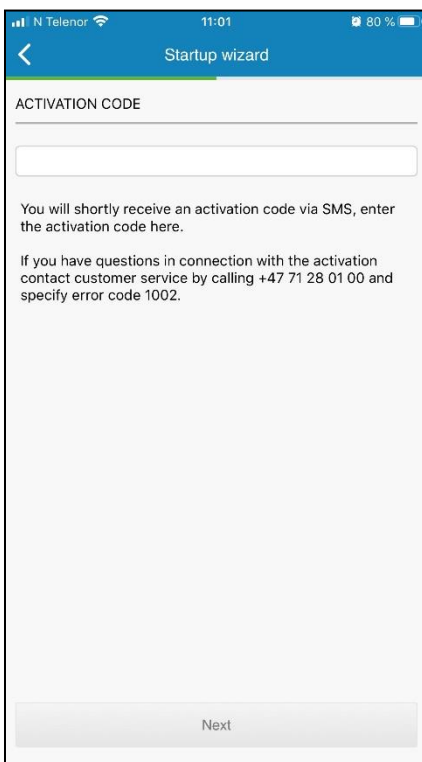 N Telenor 11:01 80 %
Startup wizard
ACTIVATION CODE
You will shortly receive an activation code via SMS, enter
the activation code here.
If you have questions in connection with the activation
contact customer service by calling +47 71 28 01 00 and
specify error code 1002.
Next